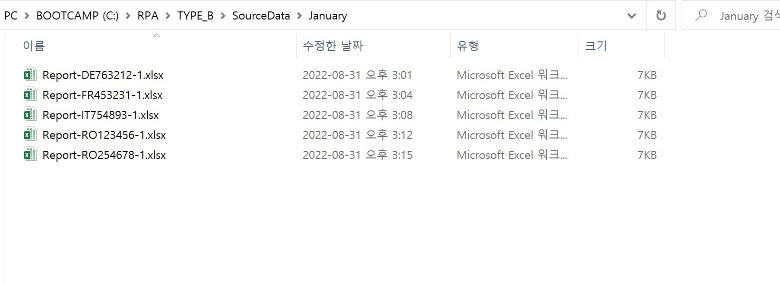 PC > BOOTCAMP (C:) > RPA > TYPE_B > SourceData > January January 검색
이름 수정한 날짜 유형 크기
Report-DE763212-1.xlsx 2022-08-31 오후 3:01 Microsoft Excel 워크... 7KB
Report-FR453231-1.xlsx 2022-08-31 오후 3:04 Microsoft Excel 워크... 7KB
Report-IT754893-1.xlsx 2022-08-31 오후 3:08 Microsoft Excel 워크... 7KB
Report-RO123456-1.xlsx 2022-08-31 오후 3:12 Microsoft Excel 워크... 7KB
Report-RO254678-1.xlsx 2022-08-31 오후 3:15 Microsoft Excel 워크... 7KB